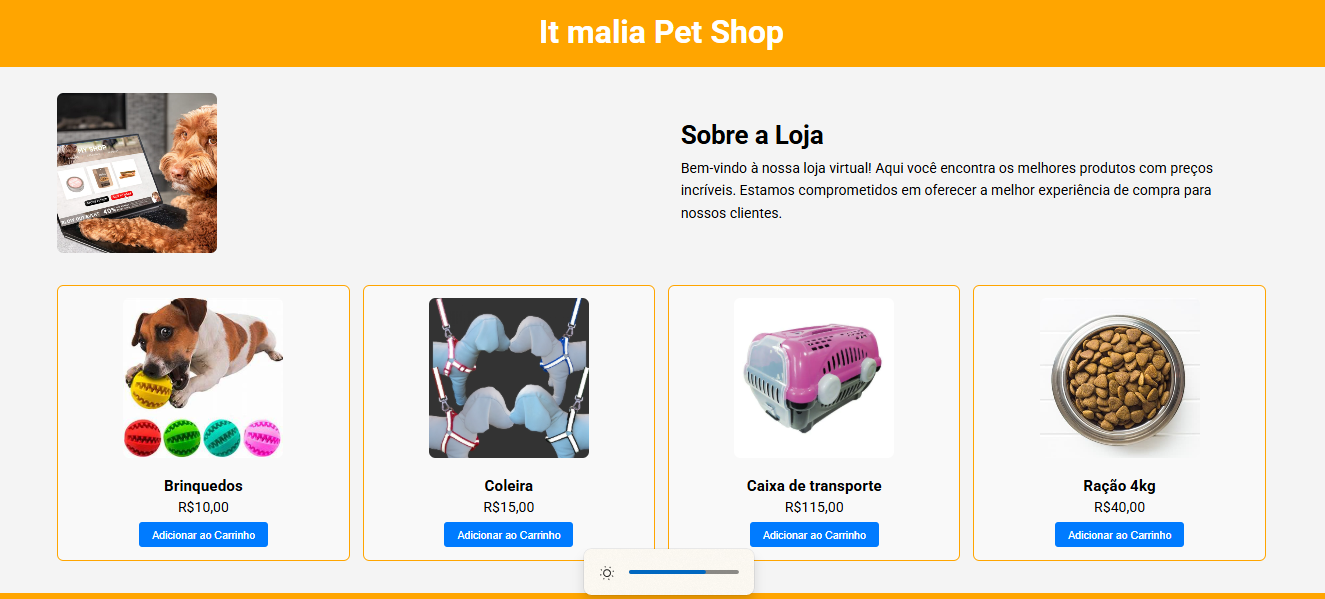 It malia Pet Shop
MY SHOP
40%
Sobre a Loja
Bem-vindo à nossa loja virtual! Aqui você encontra os melhores produtos com preços
incríveis. Estamos comprometidos em oferecer a melhor experiência de compra para
nossos clientes.
Brinquedos
R$10,00
Adicionar ao Carrinho
Coleira
R$15,00
Adicionar ao Carrinho
Caixa de transporte
R$115,00
Adicionar ao Carrinho
Ração 4kg
R$40,00
Adicionar ao Carrinho